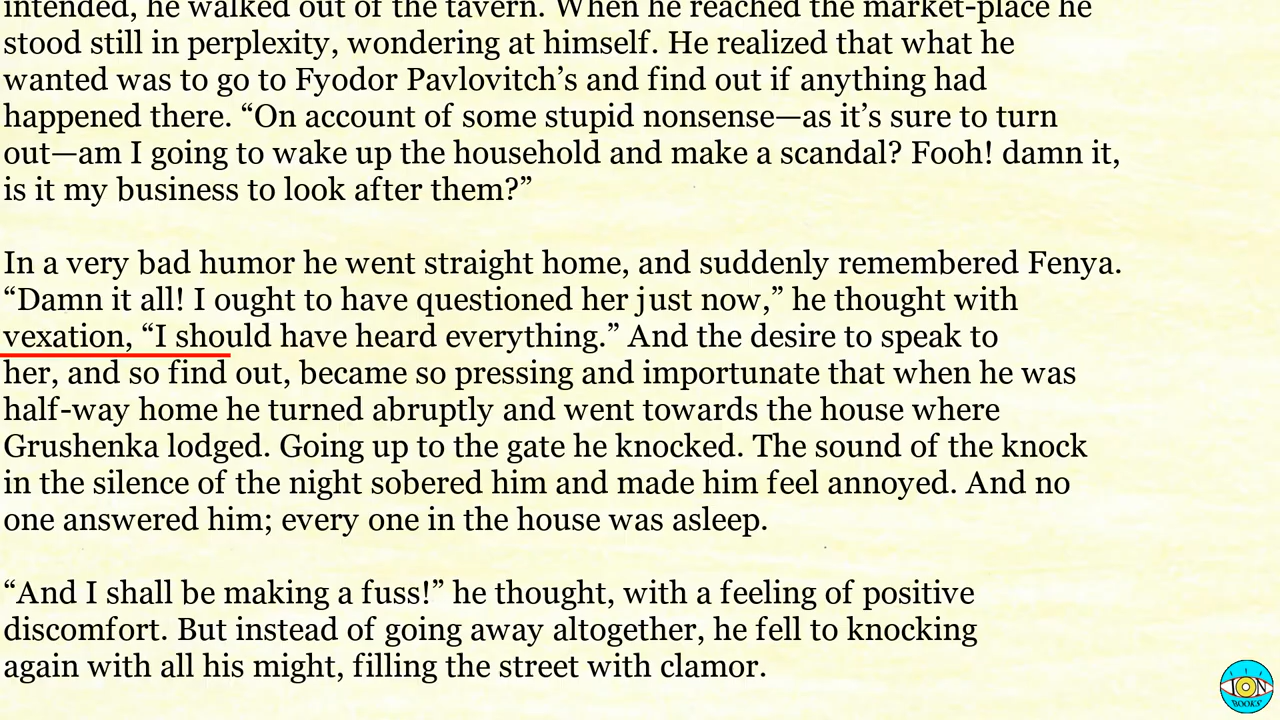 intended, he walked out of the tavern. When he reached the market-place he
stood still in perplexity, wondering at himself. He realized that what he
wanted was to go to Fyodor Pavlovitch’s and find out if anything had
happened there. “On account of some stupid nonsense—as it’s sure to turn
out—am I going to wake up the household and make a scandal? Fooh! damn it,
is it my business to look after them?”
In a very bad humor he went straight home, and suddenly remembered Fenya.
“Damn it all! I ought to have questioned her just now,” he thought with
vexation, “I should have heard everything.” And the desire to speak to
her, and so find out, became so pressing and importunate that when he was
half-way home he turned abruptly and went towards the house where
Grushenka lodged. Going up to the gate he knocked. The sound of the knock
in the silence of the night sobered him and made him feel annoyed. And no
one answered him; every one in the house was asleep.
“And I shall be making a fuss!” he thought, with a feeling of positive
discomfort. But instead of going away altogether, he fell to knocking
again with all his might, filling the street with clamor.
ION
BOOKS